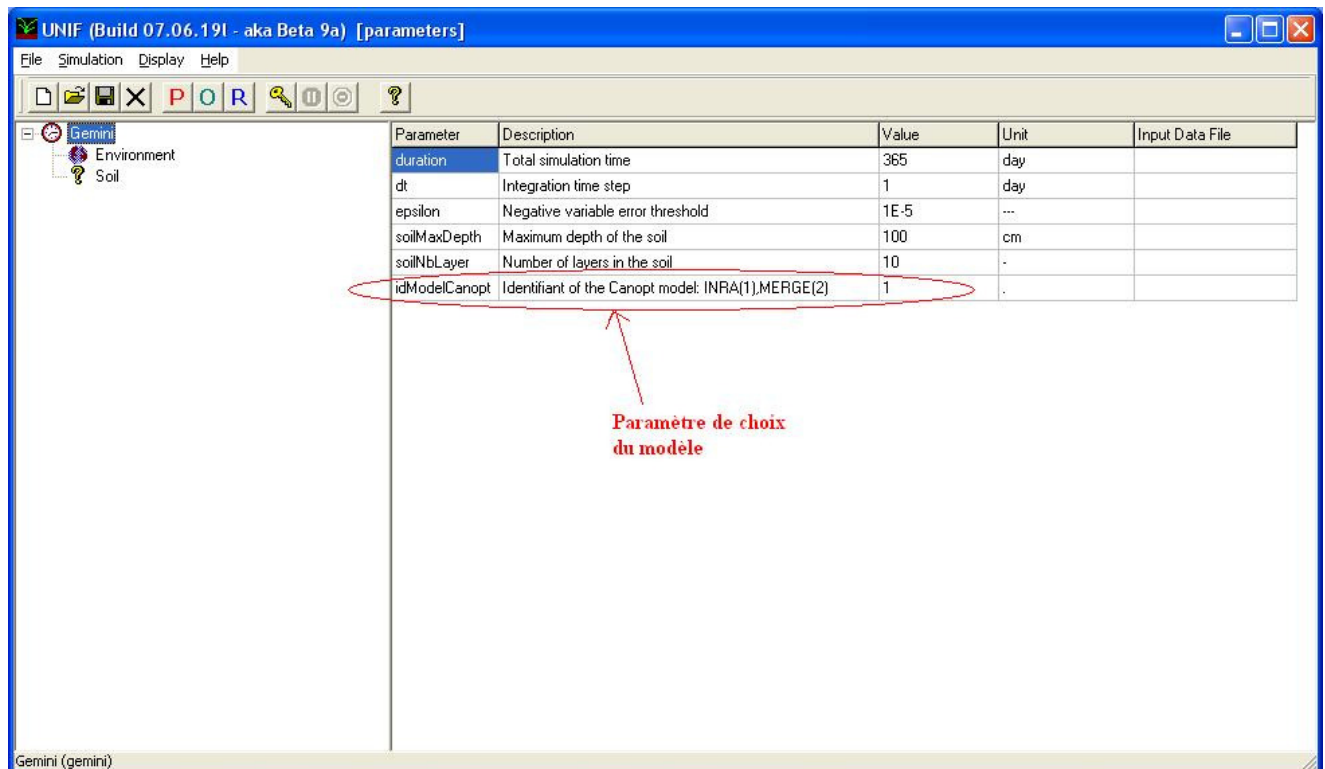 UNIF (Build 07.06.19l - aka Beta 9a) [parameters]
File Simulation Display Help
P O R
Gemini
Environment
Soil
Parameter Description Value Unit Input Data File
duration Total simulation time 365 day
dt Integration time step 1 day
epsilon Negative variable error threshold 1E-5 ---
soilMaxDepth Maximum depth of the soil 100 cm
soilNbLayer Number of layers in the soil 10 -
idModelCanopt Identifiant of the Canopt model: INRA(1),MERGE(2) 1 .
Paramètre de choix
du modèle
Gemini (gemini)